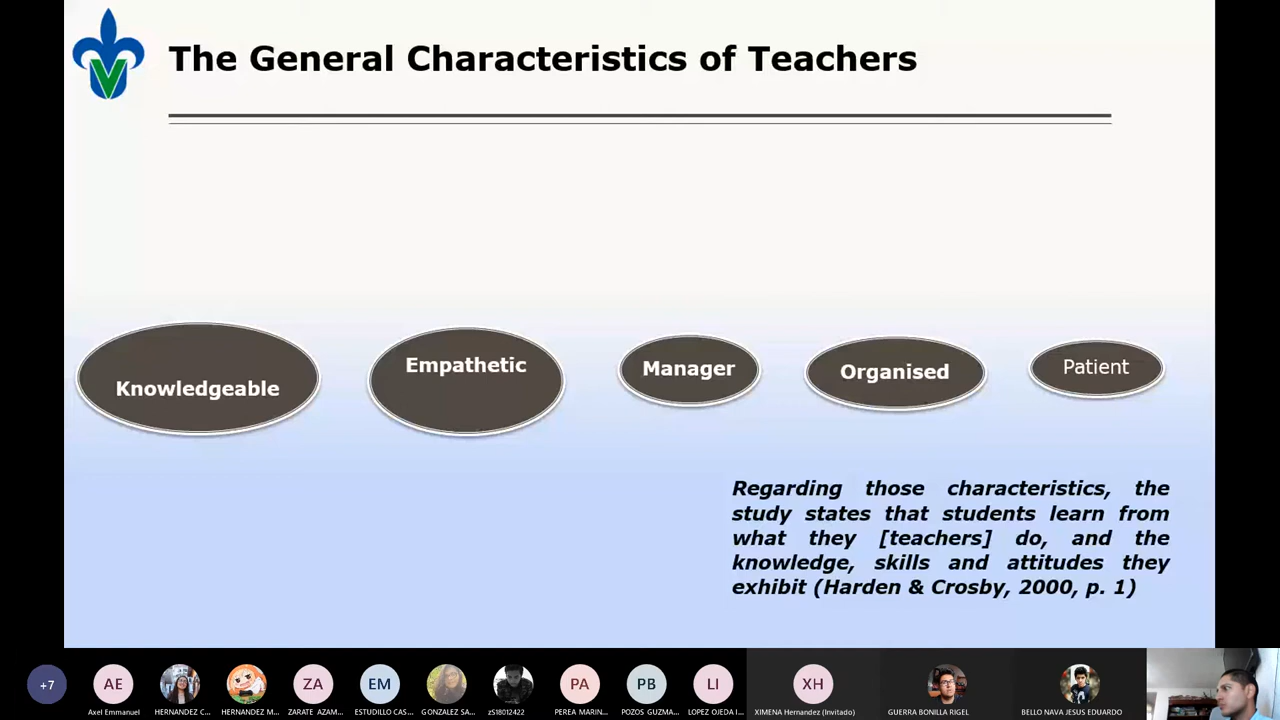 The General Characteristics of Teachers
Knowledgeable
Empathetic
Manager
Organised
Patient
Regarding those characteristics, the
study states that students learn from
what they [teachers] do, and the
knowledge, skills and attitudes they
exhibit (Harden & Crosby, 2000, p. 1)
+7
AE
ZA
EM
PA
PB
LI
XH
Axel Emmanuel
HERNANDEZ C...
HERNANDEZ M...
ZARATE AZAM...
ESTUDILLO CAS...
GONZALEZ SA...
zS18012422
PEREA MARIN...
POZOS GUZMA...
LOPEZ OJEDA I...
XIMENA Hernandez (Invitado)
GUERRA BONILLA RIGEL
BELLO NAVA JESUS EDUARDO